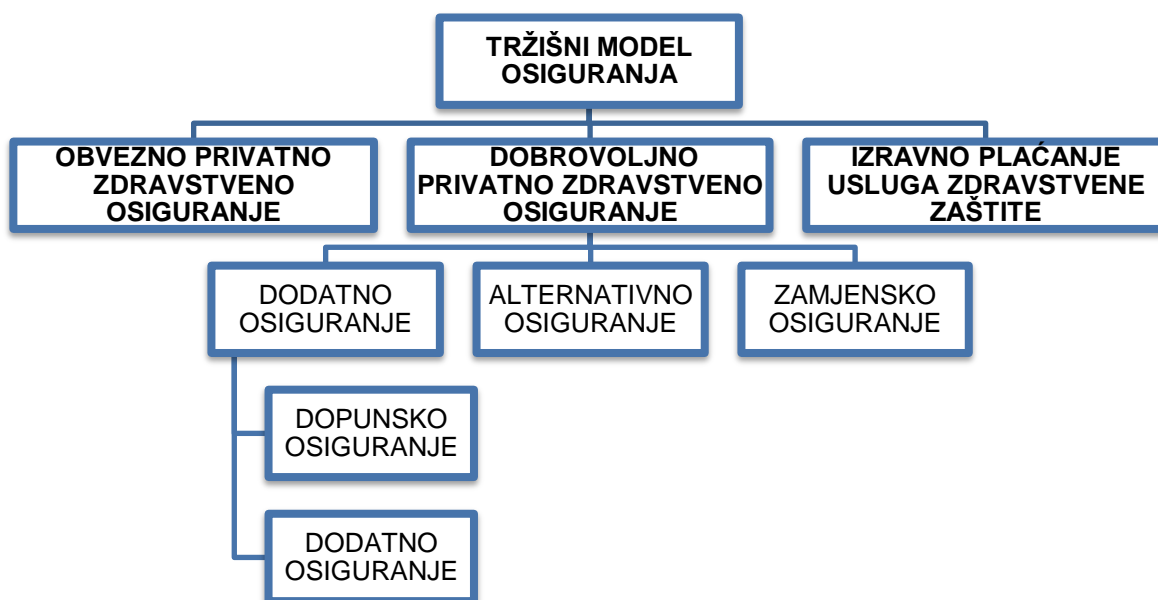 TRŽIŠNI MODEL
OSIGURANJA
OBVEZNO PRIVATNO
ZDRAVSTVENO
OSIGURANJE
DOBROVOLJNO
PRIVATNO ZDRAVSTVENO
OSIGURANJE
IZRAVNO PLAĆANJE
USLUGA ZDRAVSTVENE
ZAŠTITE
DODATNO
OSIGURANJE
ALTERNATIVNO
OSIGURANJE
ZAMJENSKO
OSIGURANJE
DOPUNSKO
OSIGURANJE
DODATNO
OSIGURANJE